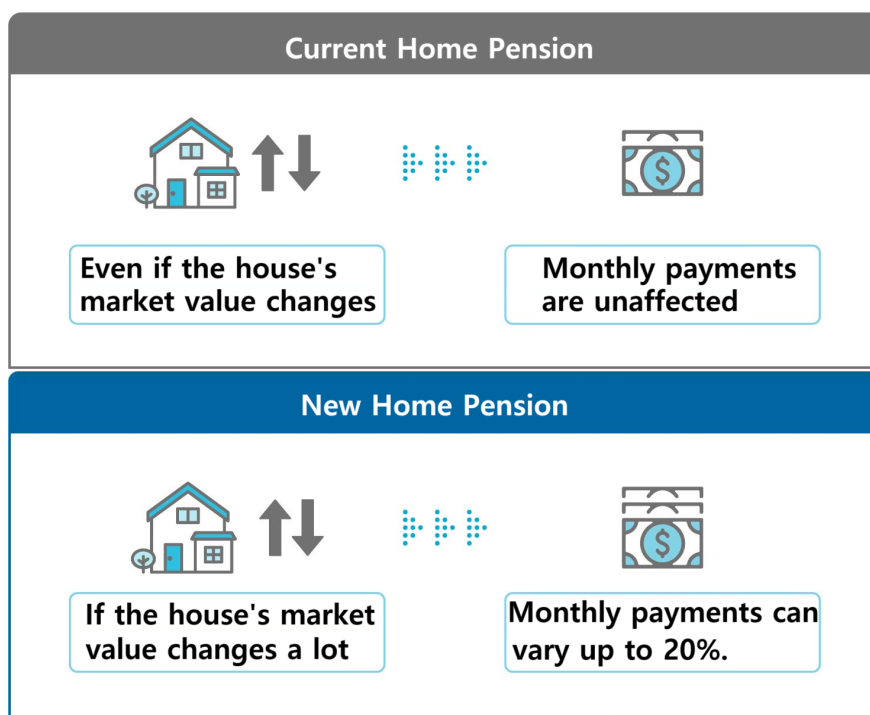 Current Home Pension
$
Even if the house's
market value changes
Monthly payments
are unaffected
New Home Pension
$
If the house's market
value changes a lot
Monthly payments can
vary up to 20%.